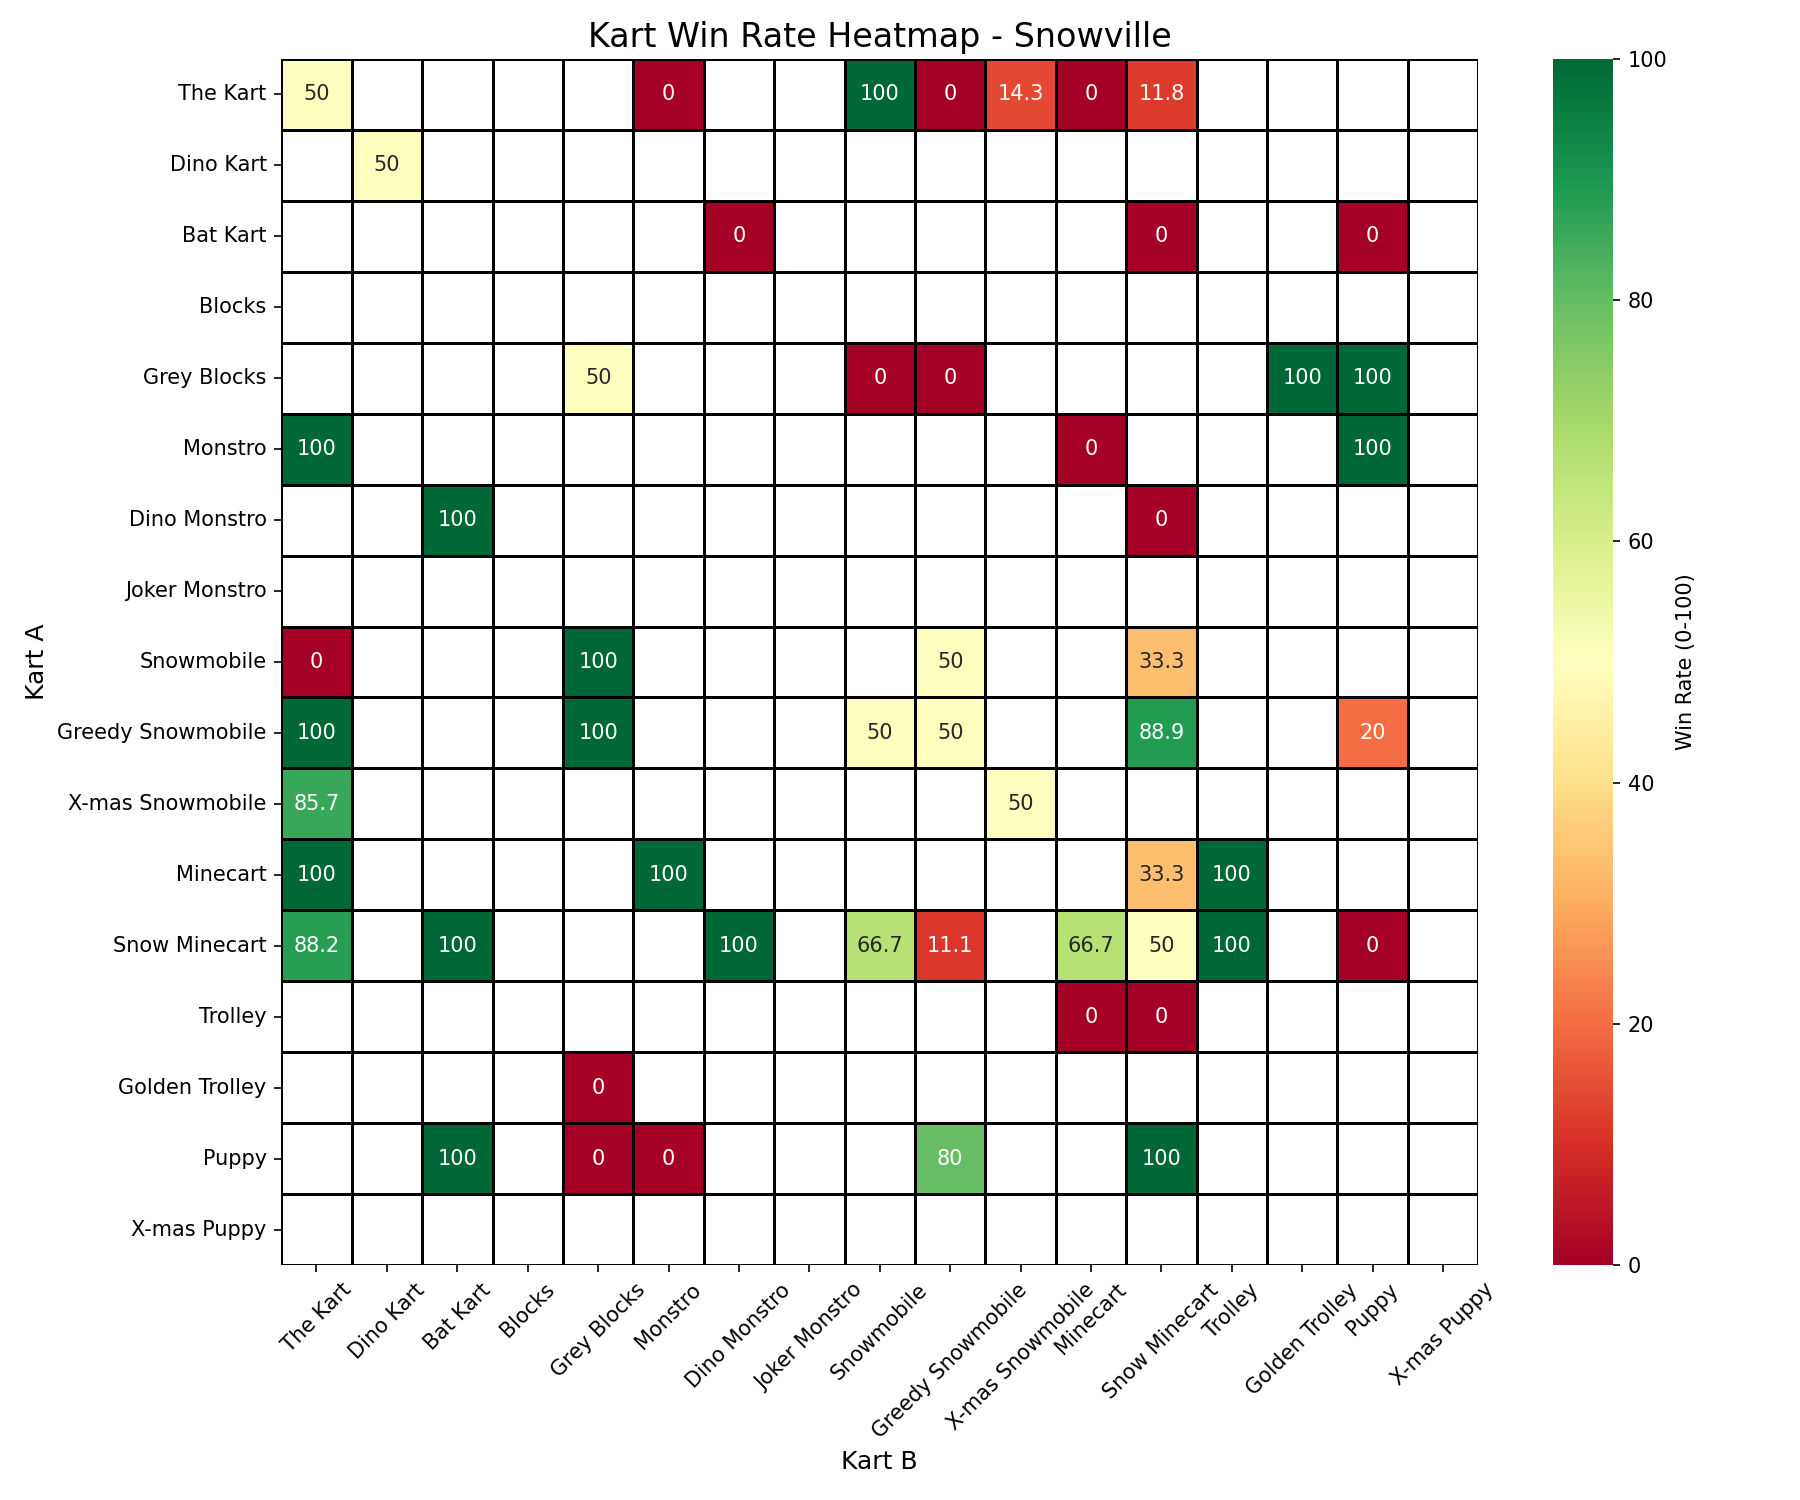 Kart Win Rate Heatmap - Snowville
The Kart 50 0 100 0 14.3 0 11.8
Dino Kart 50
Bat Kart 0 0 0
Blocks
Grey Blocks 50 0 0 100 100
Monstro 100 0 100
Dino Monstro 100 0
Joker Monstro
Snowmobile 0 100 50 33.3
Greedy Snowmobile 100 100 50 50 88.9 20
X-mas Snowmobile 85.7 50
Minecart 100 100 33.3 100
Snow Minecart 88.2 100 100 66.7 11.1 66.7 50 100 0
Trolley 0 0
Golden Trolley 0
Puppy 100 0 0 80 100
X-mas Puppy
Kart A
The Kart
Dino Kart
Bat Kart
Blocks
Grey Blocks
Monstro
Dino Monstro
Joker Monstro
Snowmobile
Greedy Snowmobile
X-mas Snowmobile
Minecart
Snow Minecart
Trolley
Golden Trolley
Puppy
X-mas Puppy
Kart B
100
80
60
40
20
0
Win Rate (0-100)